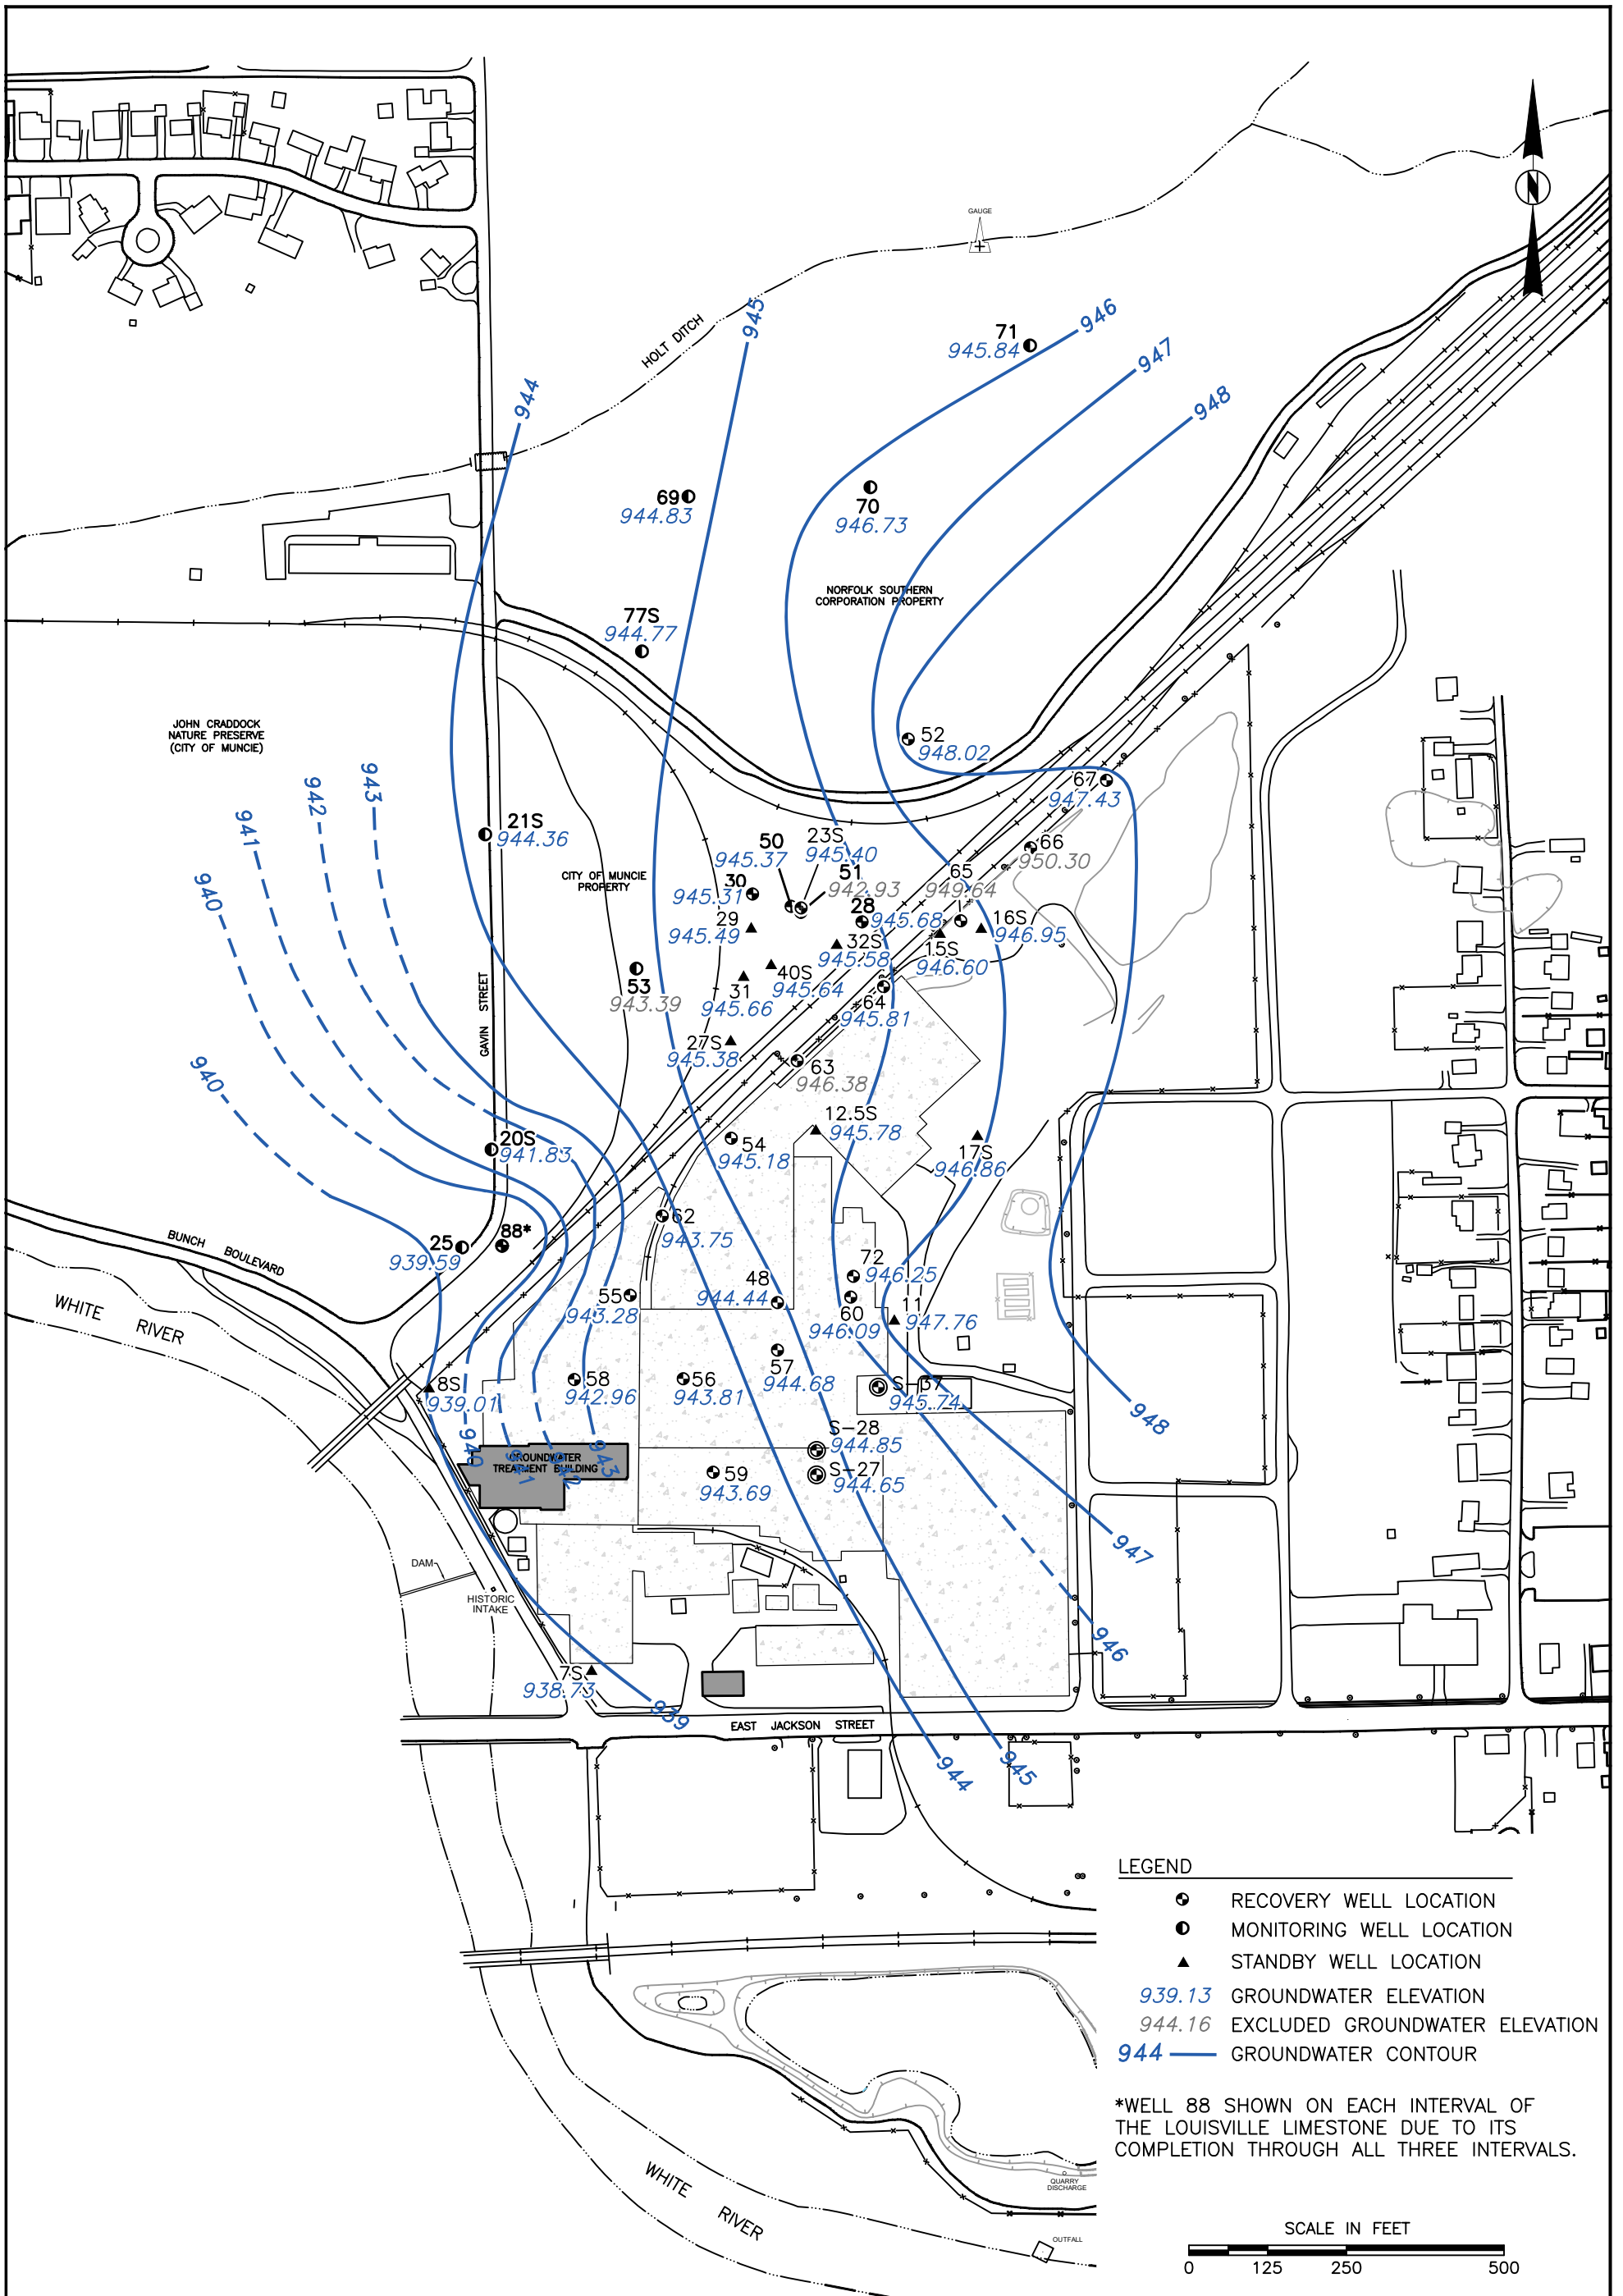 GAUGE
945
946
71
945.84
947
HOLT DITCH
944
948
69
944.83
70
946.73
NORFOLK SOUTHERN
CORPORATION PROPERTY
77S
944.77
JOHN CRADDOCK
NATURE PRESERVE
(CITY OF MUNCIE)
52
948.02
943
942
67
947.43
941
21S
944.36
50
945.37
23S
945.40
66
950.30
CITY OF MUNCIE
PROPERTY
51
942.93
65
949.64
940
30
945.31
28
945.68
29
945.49
16S
946.95
32S
945.58
15S
946.60
53
943.39
40S
945.64
31
945.66
64
945.81
GAVIN STREET
27S
945.38
63
946.38
940
12.5S
945.78
20S
941.83
54
945.18
17S
946.86
62
943.75
88*
25
939.59
BUNCH BOULEVARD
72
946.25
48
944.44
55
943.28
60
946.09
11
947.76
WHITE RIVER
57
944.68
58
942.96
56
943.81
S-37
945.74
8S
939.01
948
S-28
944.85
940
941
942
943
GROUNDWATER
TREATMENT BUILDING
59
943.69
S-27
944.65
947
DAM
HISTORIC
INTAKE
946
7S
938.73
939
EAST JACKSON STREET
944
945
LEGEND
RECOVERY WELL LOCATION
MONITORING WELL LOCATION
STANDBY WELL LOCATION
939.13 GROUNDWATER ELEVATION
944.16 EXCLUDED GROUNDWATER ELEVATION
944 GROUNDWATER CONTOUR
*WELL 88 SHOWN ON EACH INTERVAL OF
THE LOUISVILLE LIMESTONE DUE TO ITS
COMPLETION THROUGH ALL THREE INTERVALS.
WHITE RIVER
QUARRY
DISCHARGE
OUTFALL
SCALE IN FEET
0 125 250 500
N